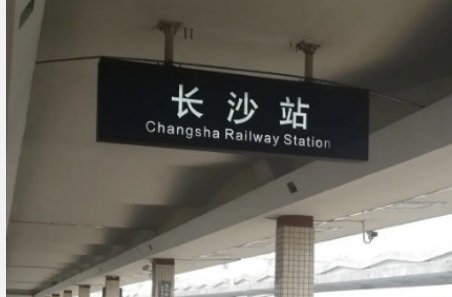 长沙站
Changsha Railway Station